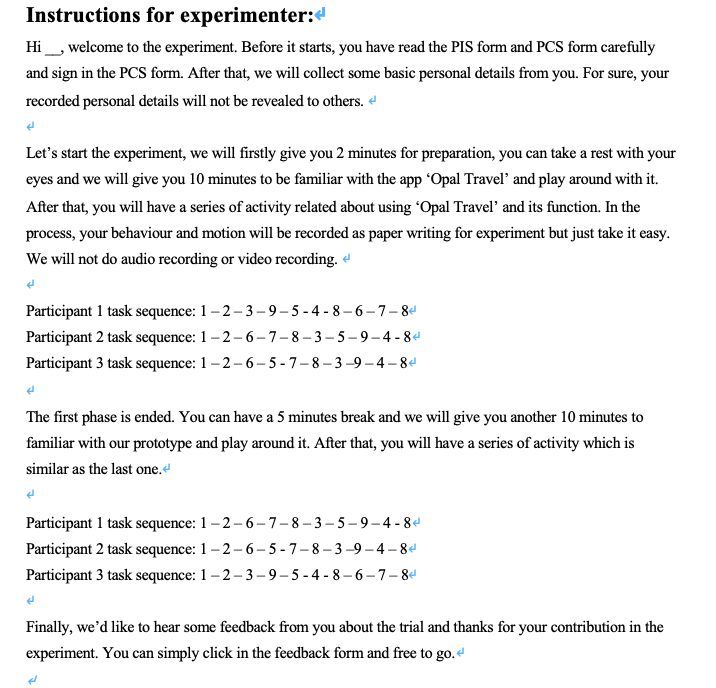 Instructions for experimenter:
Hi __, welcome to the experiment. Before it starts, you have read the PIS form and PCS form carefully
and sign in the PCS form. After that, we will collect some basic personal details from you. For sure, your
recorded personal details will not be revealed to others.
Let’s start the experiment, we will firstly give you 2 minutes for preparation, you can take a rest with your
eyes and we will give you 10 minutes to be familiar with the app ‘Opal Travel’ and play around with it.
After that, you will have a series of activity related about using ‘Opal Travel’ and its function. In the
process, your behaviour and motion will be recorded as paper writing for experiment but just take it easy.
We will not do audio recording or video recording.
Participant 1 task sequence: 1 – 2 – 3 – 9 – 5 - 4 - 8 – 6 – 7 – 8
Participant 2 task sequence: 1 – 2 – 6 – 7 – 8 – 3 – 5 – 9 – 4 - 8
Participant 3 task sequence: 1 – 2 – 6 – 5 - 7 – 8 – 3 –9 – 4 – 8
The first phase is ended. You can have a 5 minutes break and we will give you another 10 minutes to
familiar with our prototype and play around it. After that, you will have a series of activity which is
similar as the last one.
Participant 1 task sequence: 1 – 2 – 6 – 7 – 8 – 3 – 5 – 9 – 4 - 8
Participant 2 task sequence: 1 – 2 – 6 – 5 - 7 – 8 – 3 –9 – 4 – 8
Participant 3 task sequence: 1 – 2 – 3 – 9 – 5 - 4 - 8 – 6 – 7 – 8
Finally, we’d like to hear some feedback from you about the trial and thanks for your contribution in the
experiment. You can simply click in the feedback form and free to go.